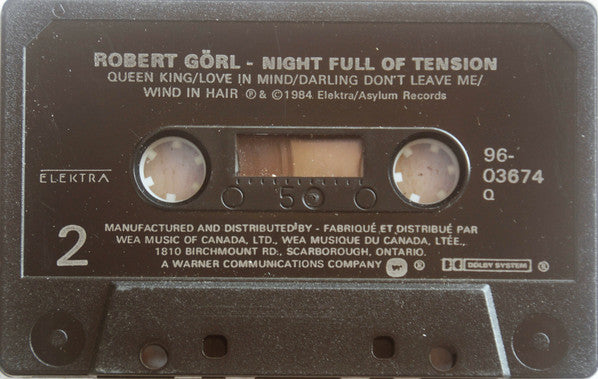 ROBERT GÖRL - NIGHT FULL OF TENSION
QUEEN KING/LOVE IN MIND/DARLING DON'T LEAVE ME/
WIND IN HAIR ℗ & © 1984 Elektra/Asylum Records
ELEKTRA
96-
03674
Q
5
2
MANUFACTURED AND DISTRIBUTED BY - FABRIQUÉ ET DISTRIBUÉ PAR
WEA MUSIC OF CANADA, LTD., WEA MUSIQUE DU CANADA, LTÉE.,
1810 BIRCHMOUNT RD., SCARBOROUGH, ONTARIO.
A WARNER COMMUNICATIONS COMPANY ®
DOLBY SYSTEM